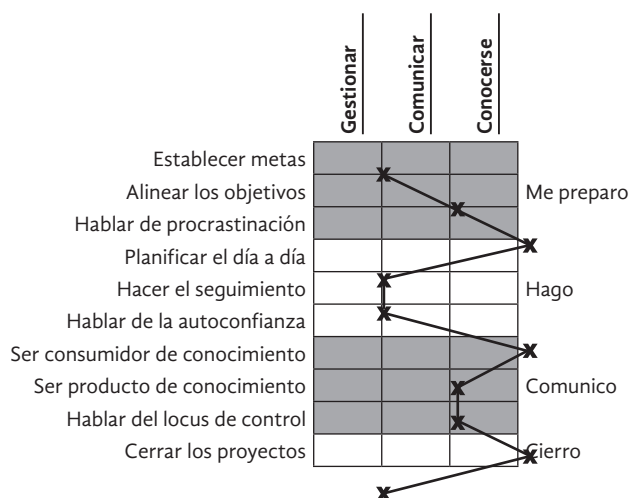 Gestionar
Comunicar
Conocerse
Establecer metas
Alinear los objetivos
Me preparo
Hablar de procrastinación
Planificar el día a día
Hacer el seguimiento
Hago
Hablar de la autoconfianza
Ser consumidor de conocimiento
Ser producto de conocimiento
Comunico
Hablar del locus de control
Cerrar los proyectos
Cierro